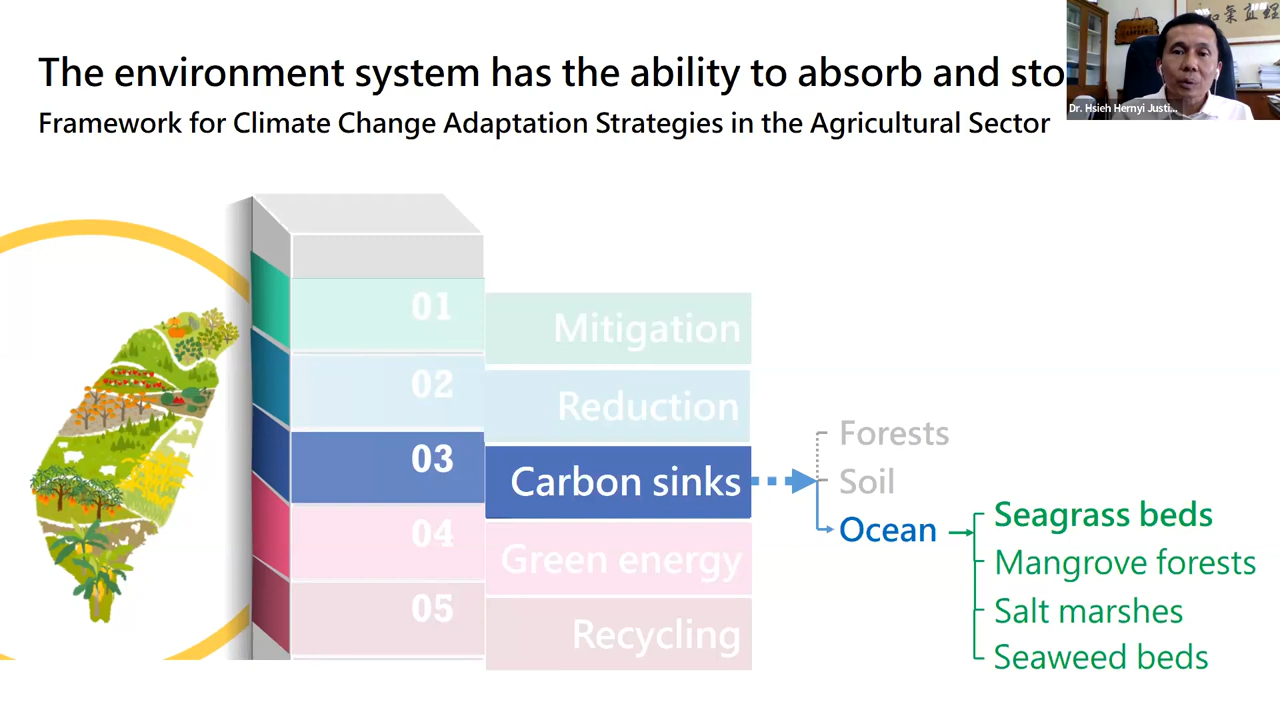 The environment system has the ability to absorb and sto
Framework for Climate Change Adaptation Strategies in the Agricultural Sector
Dr. Hsieh Hernyi Justi...
01 Mitigation
02 Reduction
03 Carbon sinks
04 Green energy
05 Recycling
Forests
Soil
Ocean
Seagrass beds
Mangrove forests
Salt marshes
Seaweed beds